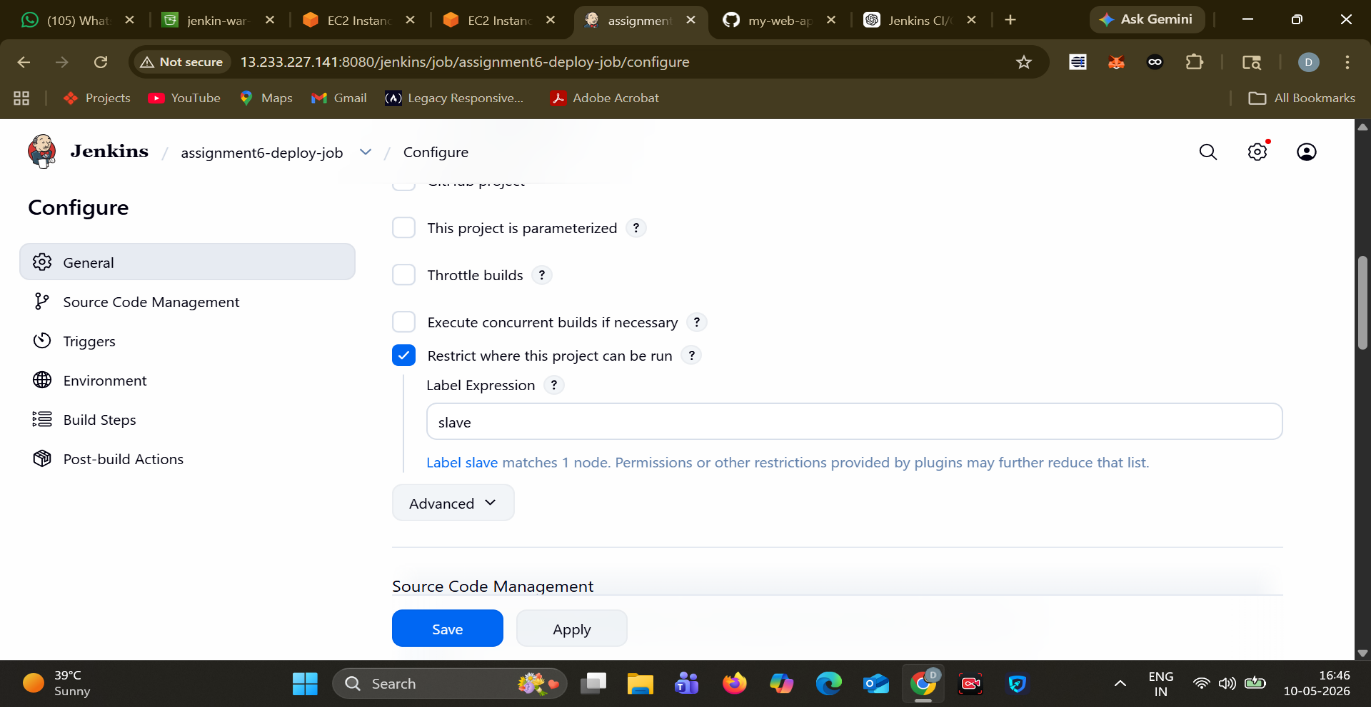 (105) What
jenkin-war-
EC2 Instanc
EC2 Instanc
assignment
my-web-ap
Jenkins CI/
Ask Gemini
Not secure
13.233.227.141:8080/jenkins/job/assignment6-deploy-job/configure
D
Projects
YouTube
Maps
Gmail
Legacy Responsive...
Adobe Acrobat
All Bookmarks
Jenkins / assignment6-deploy-job / Configure
Configure
General
Source Code Management
Triggers
Environment
Build Steps
Post-build Actions
GitHub project
This project is parameterized ?
Throttle builds ?
Execute concurrent builds if necessary ?
Restrict where this project can be run ?
Label Expression ?
slave
Label slave matches 1 node. Permissions or other restrictions provided by plugins may further reduce that list.
Advanced
Source Code Management
Save
Apply
39°C
Sunny
Search
D
ENG
IN
16:46
10-05-2026